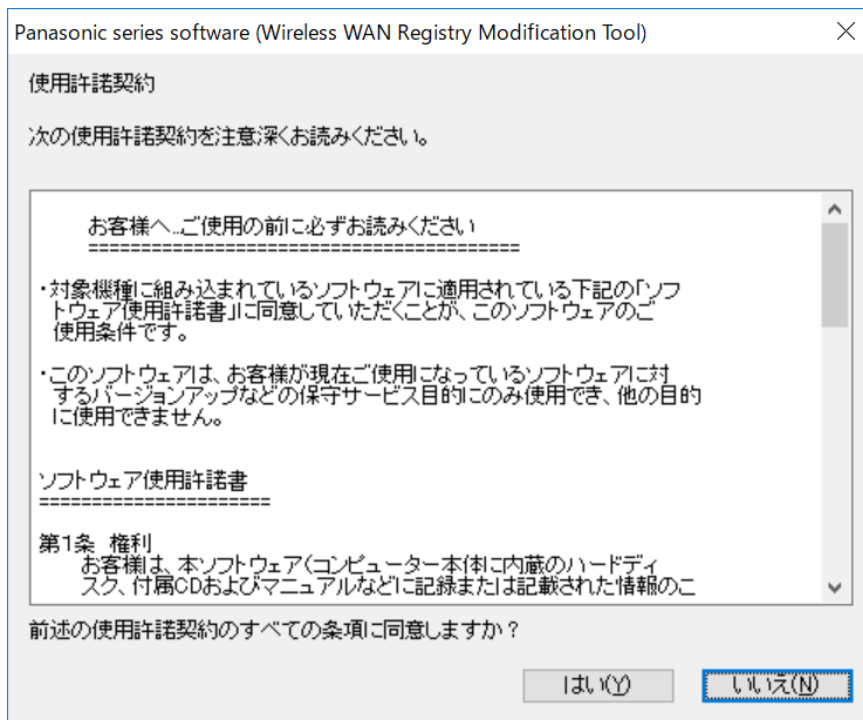 Panasonic series software (Wireless WAN Registry Modification Tool)
使用許諾契約
次の使用許諾契約を注意深くお読みください。
お客様へ…ご使用の前に必ずお読みください
=========================================
・対象機種に組み込まれているソフトウェアに適用されている下記の「ソフ
トウェア使用許諾書」に同意していただくことが、このソフトウェアのご
使用条件です。
・このソフトウェアは、お客様が現在ご使用になっているソフトウェアに対
するバージョンアップなどの保守サービス目的にのみ使用でき、他の目的
に使用できません。
ソフトウェア使用許諾書
======================
第1条 権利
お客様は、本ソフトウェア(コンピューター本体に内蔵のハードディ
スク、付属CDおよびマニュアルなどに記録または記載された情報のこ
前述の使用許諾契約のすべての条項に同意しますか?
はい(Y)
いいえ(N)